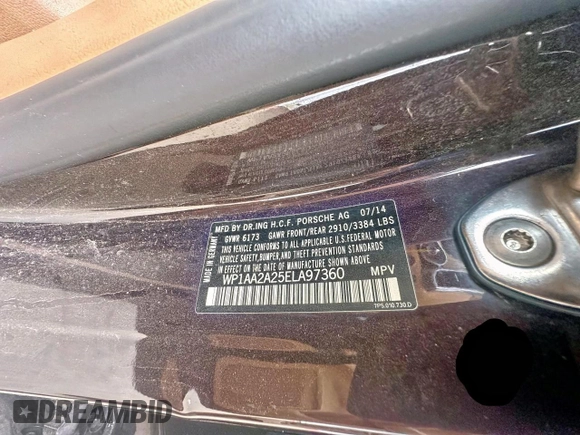 MFD BY DR.ING H.C.F. PORSCHE AG 07/14
GVWR 6173 GAWR FRONT/REAR 2910/3384 LBS
THIS VEHICLE CONFORMS TO ALL APPLICABLE U.S.FEDERAL MOTOR
VEHICLE SAFETY,BUMPER,AND THEFT PREVENTION STANDARDS
IN EFFECT ON THE DATE OF MANUFACTURE SHOWN ABOVE
WP1AA2A25ELA97360 MPV
MADE IN GERMANY
7P5.010.730.D
DREAMBID